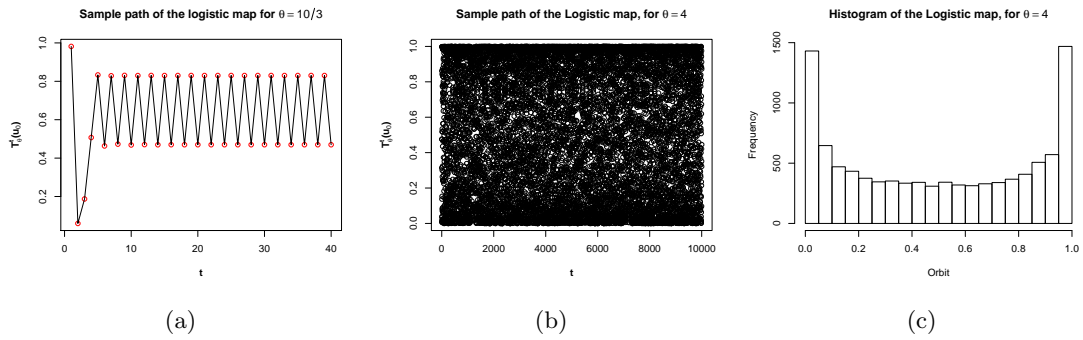 Sample path of the logistic map for θ = 10/3
1.0
0.8
0.6
0.4
0.2
T_θ^t(u_0)
0 10 20 30 40
t
(a)
Sample path of the Logistic map, for θ = 4
1.0
0.8
0.6
0.4
0.2
0.0
T_θ^t(u_0)
0 2000 4000 6000 8000 10000
t
(b)
Histogram of the Logistic map, for θ = 4
1500
500
0
Frequency
0.0 0.2 0.4 0.6 0.8 1.0
Orbit
(c)